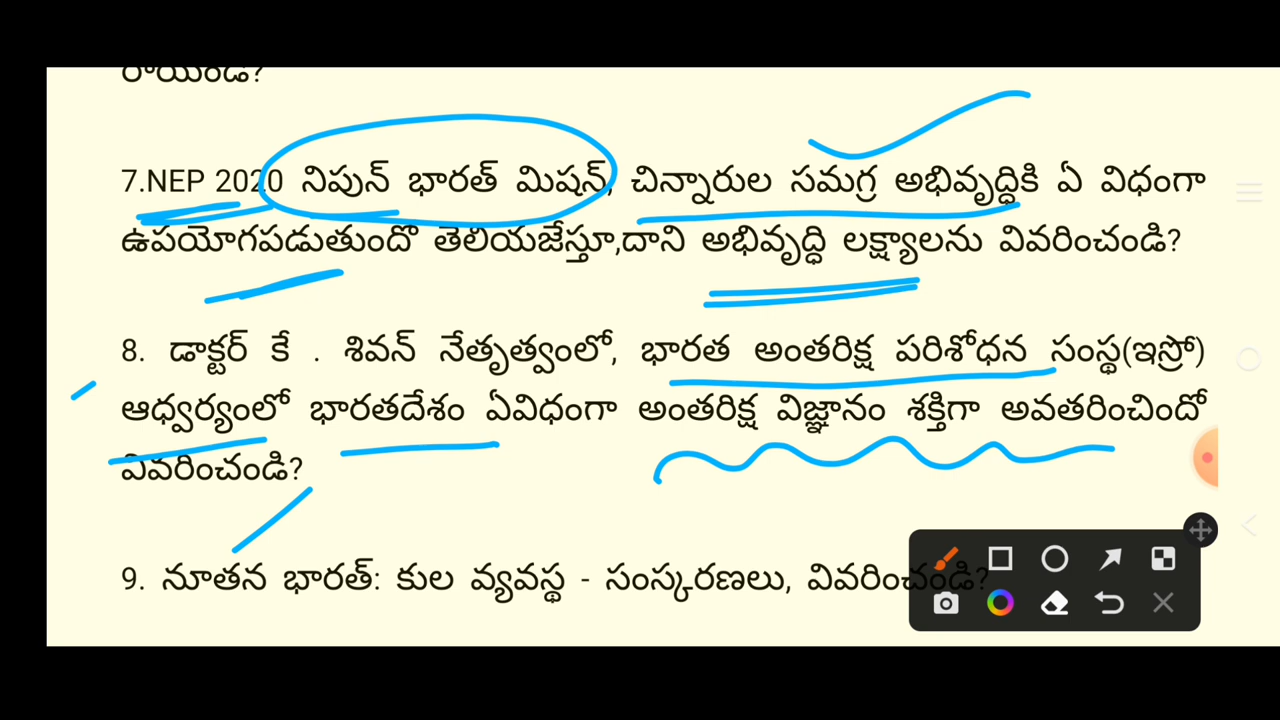 రాయండి?
7.NEP 2020 నిపున్ భారత్ మిషన్, చిన్నారుల సమగ్ర అభివృద్ధికి ఏ విధంగా
ఉపయోగపడుతుందొ తెలియజేస్తూ,దాని అభివృద్ధి లక్ష్యాలను వివరించండి?
8. డాక్టర్ కే . శివన్ నేతృత్వంలో, భారత అంతరిక్ష పరిశోధన సంస్థ(ఇస్రో)
ఆధ్వర్యంలో భారతదేశం ఏవిధంగా అంతరిక్ష విజ్ఞానం శక్తిగా అవతరించిందో
వివరించండి?
9. నూతన భారత్: కుల వ్యవస్థ - సంస్కరణలు, వివరించండి?